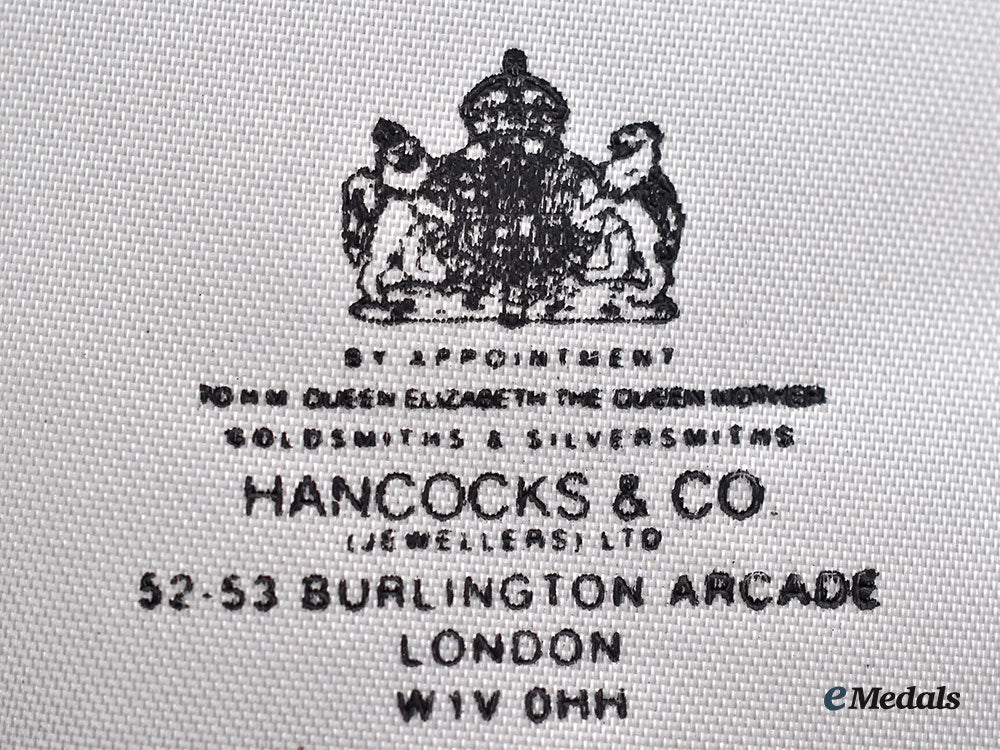 BY APPOINTMENT
TO H M QUEEN ELIZABETH THE QUEEN MOTHER
GOLDSMITHS & SILVERSMITHS
HANCOCKS & CO.
(JEWELLERS) LTD
52-53 BURLINGTON ARCADE
LONDON
W1V 0HH
eMedals